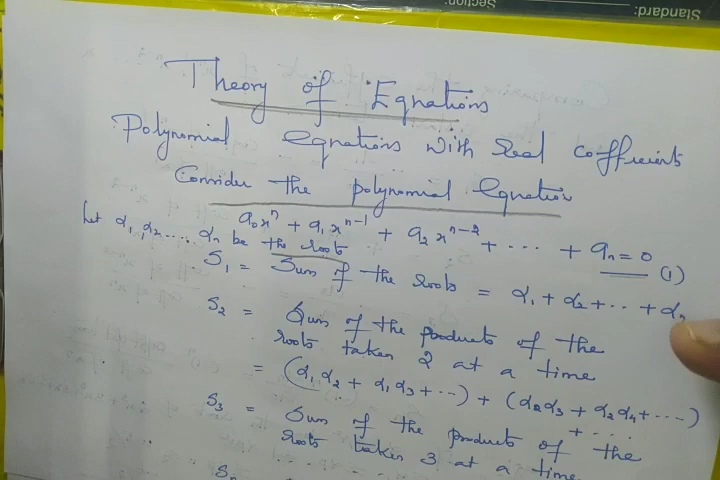 Standard:
Section:
Theory of Equations
Polynomial equations with real coefficients
Consider the polynomial equation
a₀xⁿ + a₁xⁿ⁻¹ + a₂xⁿ⁻² + ... + aₙ = 0 (1)
Let α₁, α₂ ..... αₙ be the roots
S₁ = Sum of the roots = α₁ + α₂ + .. + αₙ
S₂ = Sum of the products of the
roots taken 2 at a time
= (α₁α₂ + α₁α₃ + ...) + (α₂α₃ + α₂α₄ + ...)
+ ....
S₃ = Sum of the products of the
roots taken 3 at a time